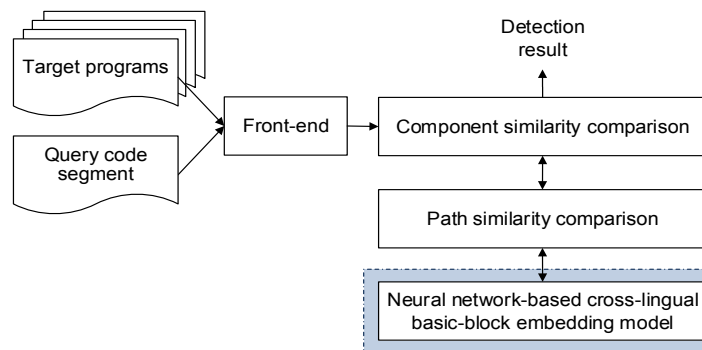 Target programs
Query code
segment
Front-end
Detection
result
Component similarity comparison
Path similarity comparison
Neural network-based cross-lingual
basic-block embedding model